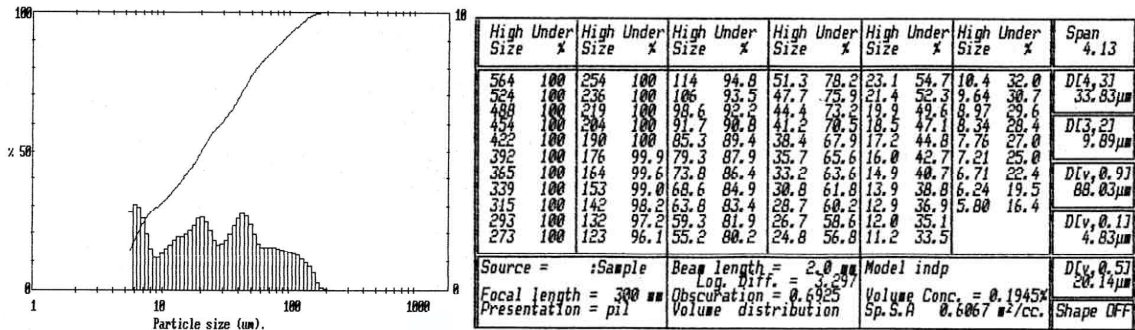 100 10
% 50
0 0
1 10 100 1000
Particle size (um).
High Under High Under High Under High Under High Under High Under Span
Size % Size % Size % Size % Size % Size % 4.13
564 100 254 100 114 94.8 51.3 78.2 23.1 54.7 10.4 32.0 D[4,3]
524 100 236 100 106 93.5 47.7 75.9 21.4 52.3 9.64 30.7 33.83µm
488 100 219 100 98.6 92.2 44.4 73.2 19.9 49.6 8.97 29.6
454 100 204 100 91.7 90.8 41.2 70.5 18.5 47.1 8.34 28.4 D[3,2]
422 100 190 100 85.3 89.4 38.4 67.9 17.2 44.8 7.76 27.0 9.89µm
392 100 176 99.9 79.3 87.9 35.7 65.6 16.0 42.7 7.21 25.0
365 100 164 99.6 73.8 86.4 33.2 63.6 14.9 40.7 6.71 22.4 D[v,0.9]
339 100 153 99.0 68.6 84.9 30.8 61.8 13.9 38.8 6.24 19.5 88.03µm
315 100 142 98.2 63.8 83.4 28.7 60.2 12.9 36.9 5.80 16.4
293 100 132 97.2 59.3 81.9 26.7 58.6 12.0 35.1 D[v,0.1]
273 100 123 96.1 55.2 80.2 24.8 56.8 11.2 33.5 4.83µm
Source = :Sample Beam length = 2.0 mm Model indp D[v,0.5]
Log. Diff. = 3.297 20.14µm
Focal length = 300 mm Obscuration = 0.6925 Volume Conc. = 0.1945%
Presentation = pil Volume distribution Sp.S.A 0.6067 m²/cc. Shape OFF